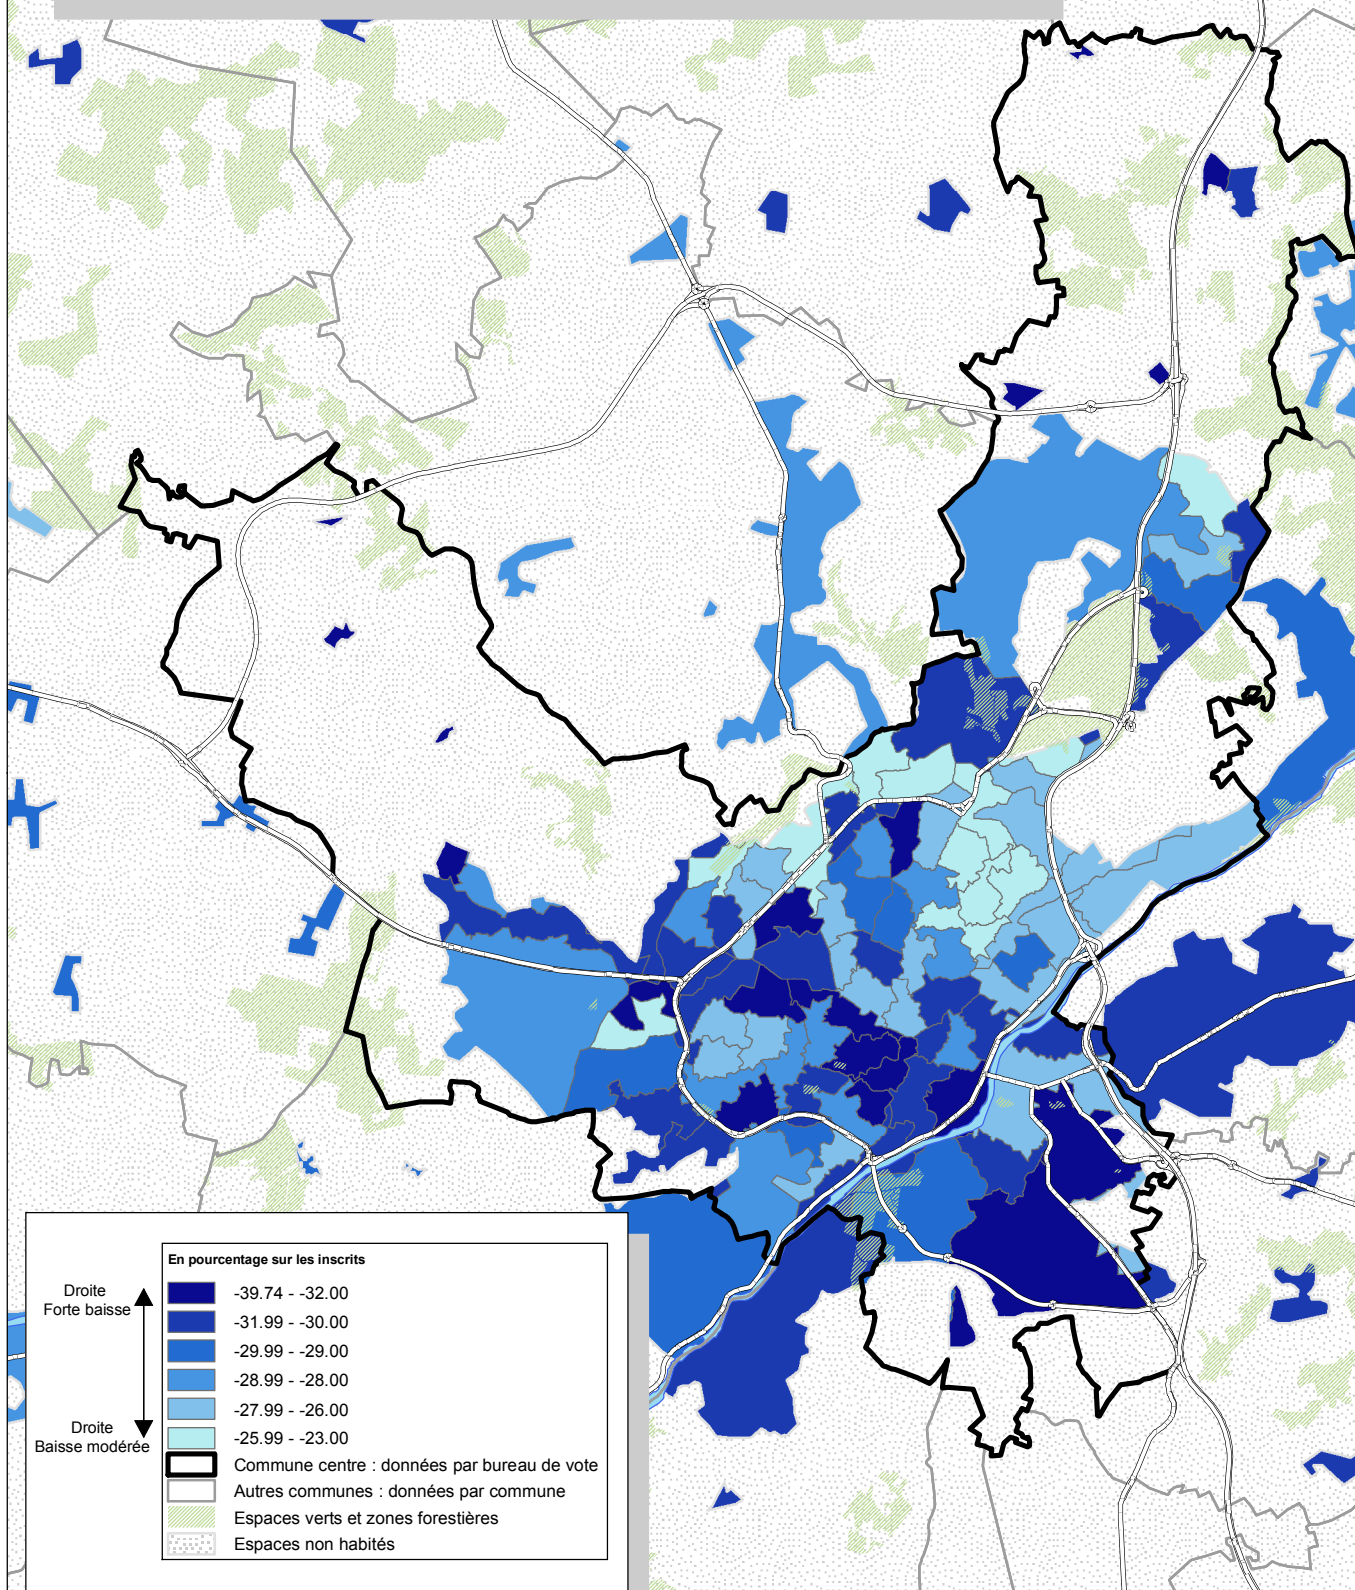 En pourcentage sur les inscrits
Droite
Forte baisse
-39.74 - -32.00
-31.99 - -30.00
-29.99 - -29.00
-28.99 - -28.00
-27.99 - -26.00
Droite
Baisse modérée
-25.99 - -23.00
Commune centre : données par bureau de vote
Autres communes : données par commune
Espaces verts et zones forestières
Espaces non habités